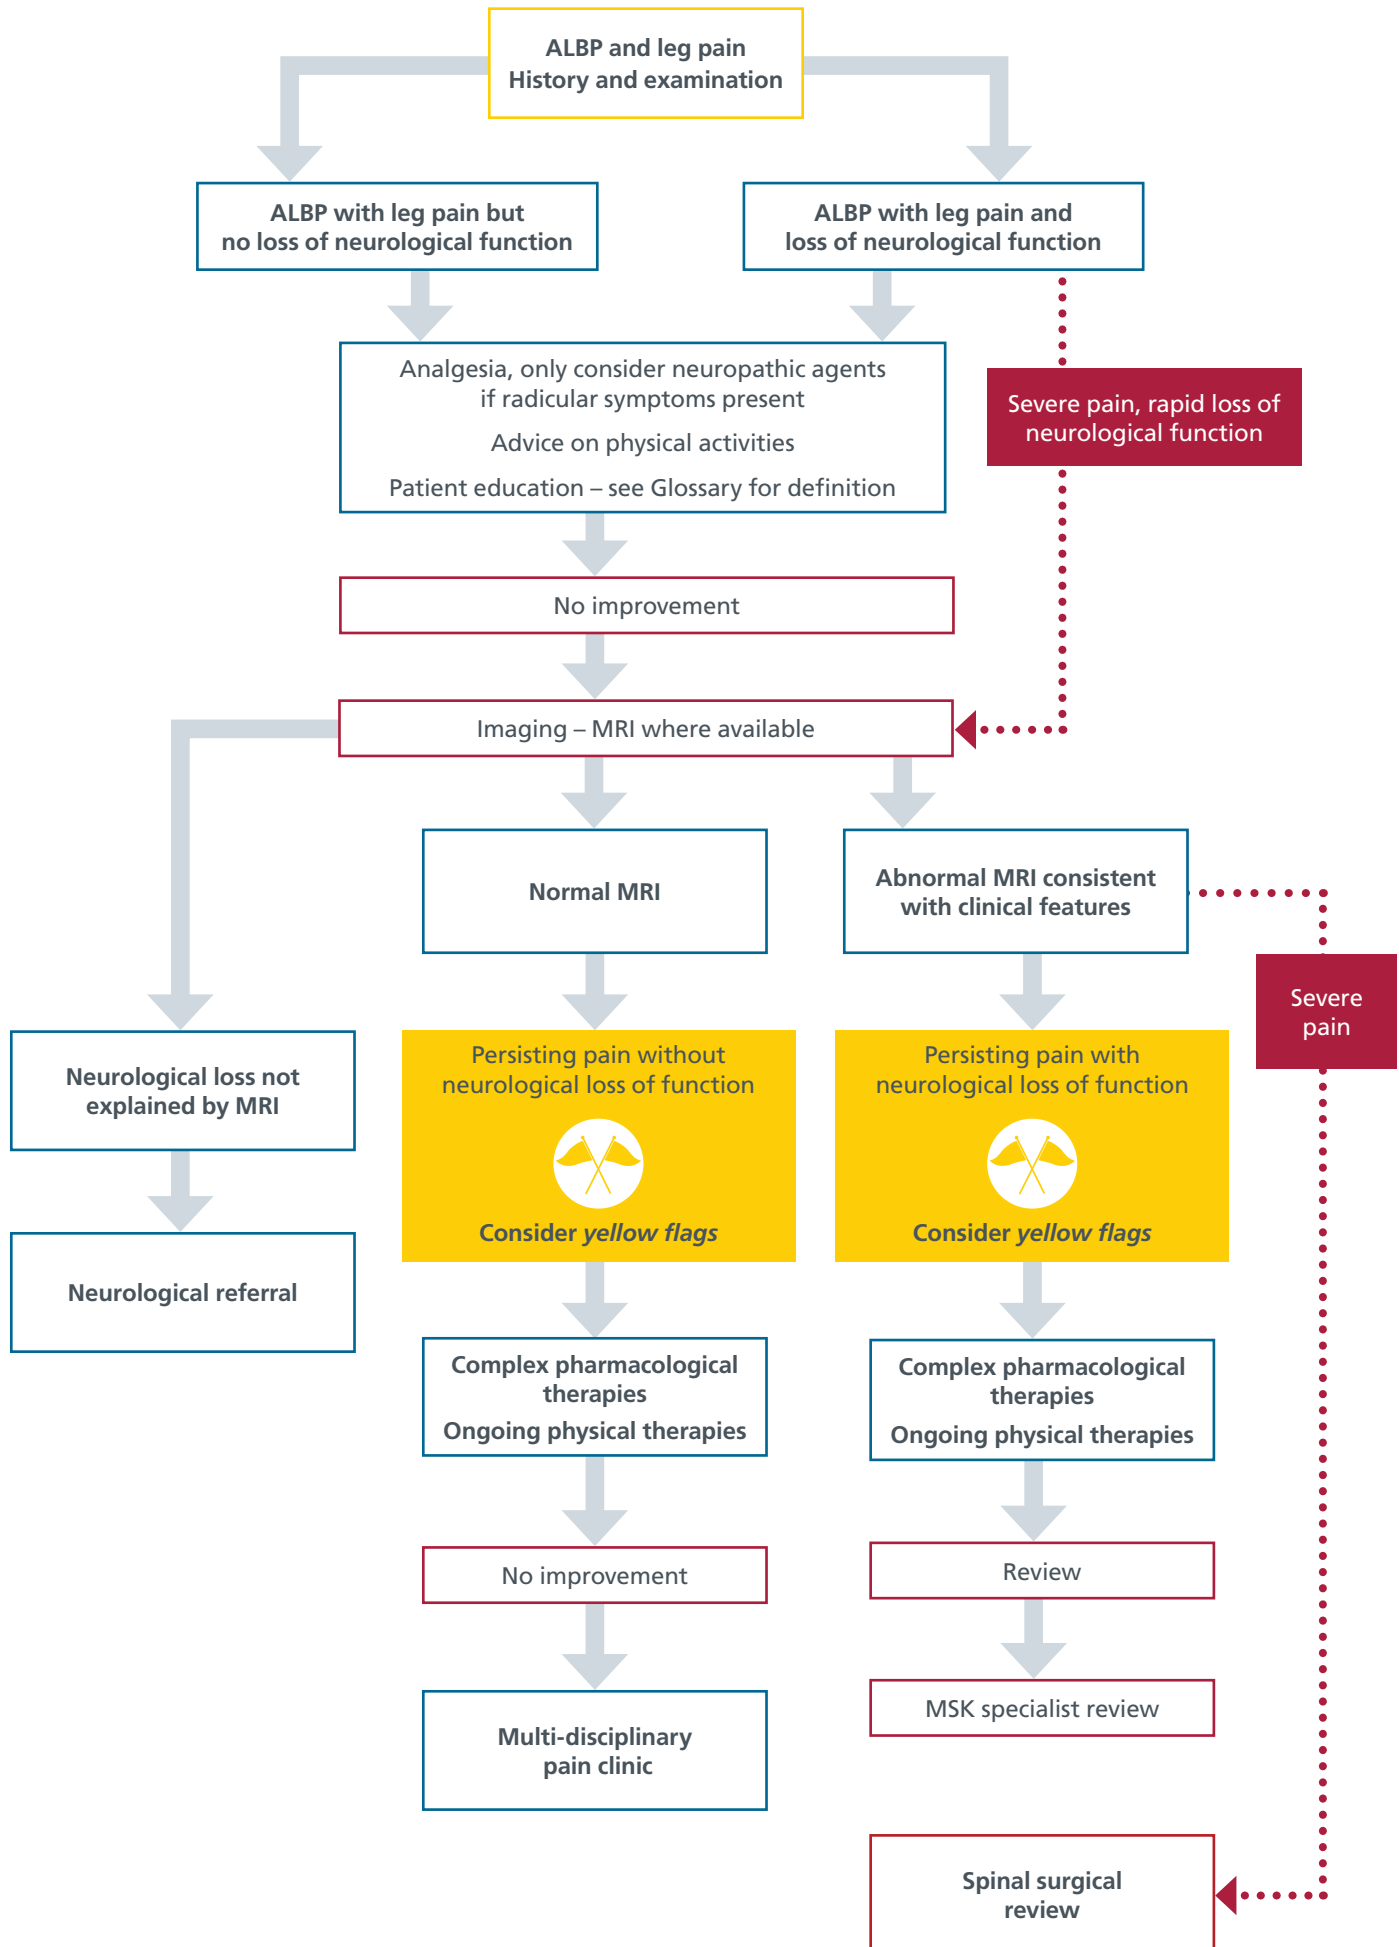 ALBP and leg pain
History and examination
ALBP with leg pain but
no loss of neurological function
ALBP with leg pain and
loss of neurological function
Analgesia, only consider neuropathic agents
if radicular symptoms present
Advice on physical activities
Patient education – see Glossary for definition
Severe pain, rapid loss of
neurological function
No improvement
Imaging – MRI where available
Normal MRI
Abnormal MRI consistent
with clinical features
Severe
pain
Neurological loss not
explained by MRI
Persisting pain without
neurological loss of function
Consider yellow flags
Persisting pain with
neurological loss of function
Consider yellow flags
Neurological referral
Complex pharmacological
therapies
Ongoing physical therapies
Complex pharmacological
therapies
Ongoing physical therapies
No improvement
Review
Multi-disciplinary
pain clinic
MSK specialist review
Spinal surgical
review